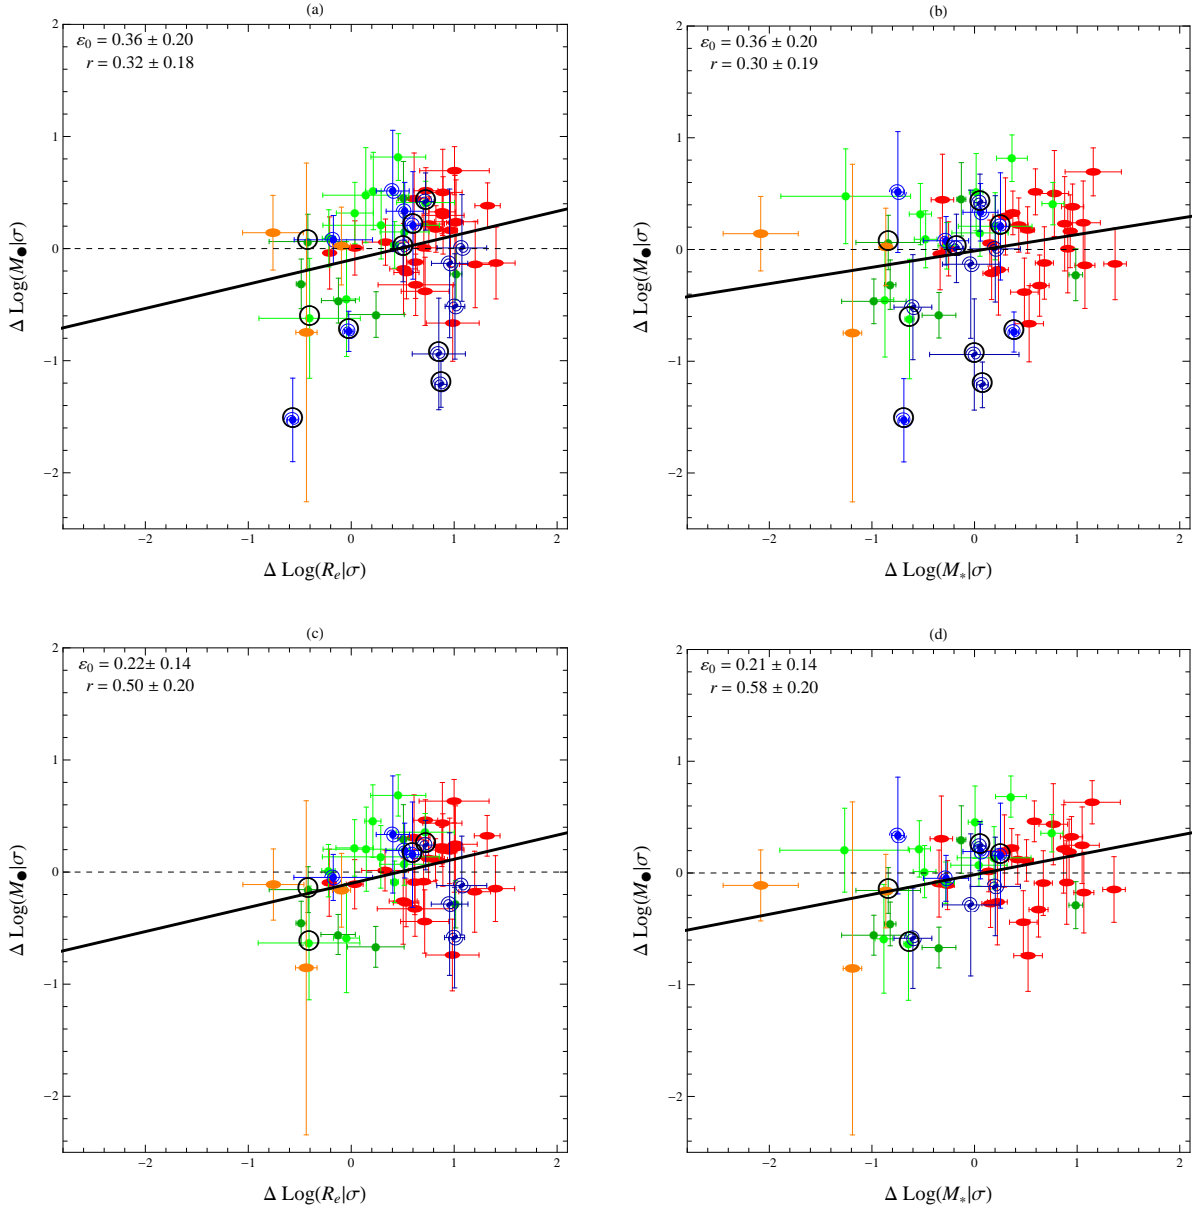 (a)
ε₀ = 0.36 ± 0.20
r = 0.32 ± 0.18
2
1
0
−1
−2
Δ Log(M●|σ)
−2 −1 0 1 2
Δ Log(Rₑ|σ)
(b)
ε₀ = 0.36 ± 0.20
r = 0.30 ± 0.19
2
1
0
−1
−2
Δ Log(M●|σ)
−2 −1 0 1 2
Δ Log(M*|σ)
(c)
ε₀ = 0.22± 0.14
r = 0.50 ± 0.20
2
1
0
−1
−2
Δ Log(M●|σ)
−2 −1 0 1 2
Δ Log(Rₑ|σ)
(d)
ε₀ = 0.21 ± 0.14
r = 0.58 ± 0.20
2
1
0
−1
−2
Δ Log(M●|σ)
−2 −1 0 1 2
Δ Log(M*|σ)